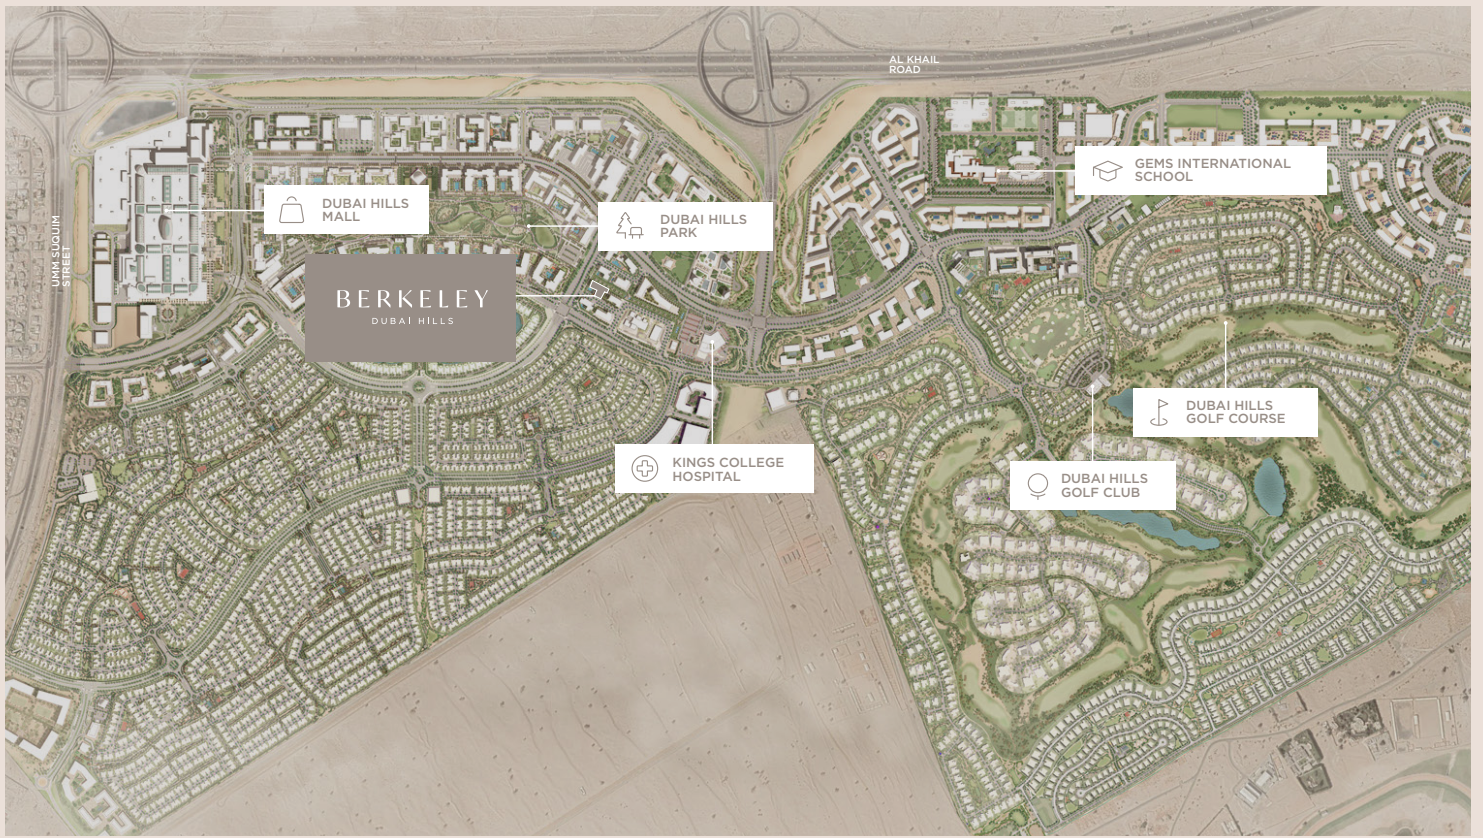 AL KHAIL
ROAD
GEMS INTERNATIONAL
SCHOOL
DUBAI HILLS
MALL
DUBAI HILLS
PARK
UMM SUQUIM
STREET
BERKELEY
DUBAI HILLS
DUBAI HILLS
GOLF COURSE
KINGS COLLEGE
HOSPITAL
DUBAI HILLS
GOLF CLUB